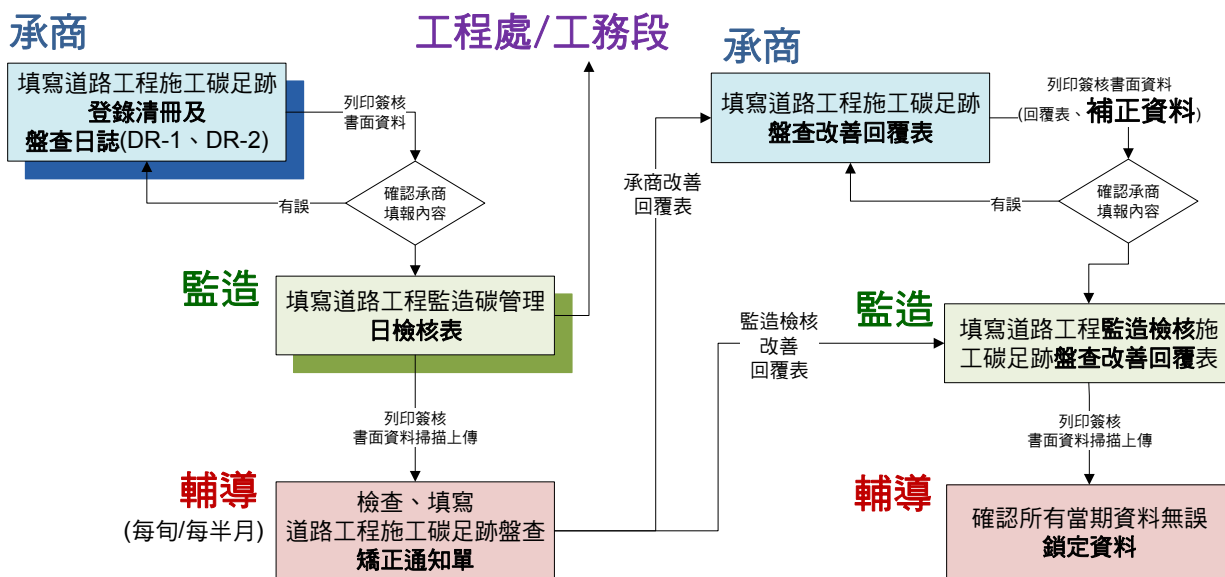 承商
填寫道路工程施工碳足跡
登錄清冊及
盤查日誌(DR-1、DR-2)
列印簽核
書面資料
確認承商
填報內容
有誤
工程處/工務段
監造
填寫道路工程監造碳管理
日檢核表
列印簽核
書面資料掃描上傳
輔導
(每旬/每半月)
檢查、填寫
道路工程施工碳足跡盤查
矯正通知單
承商改善
回覆表
監造檢核
改善
回覆表
承商
填寫道路工程施工碳足跡
盤查改善回覆表
列印簽核書面資料
(回覆表、補正資料)
確認承商
填報內容
有誤
監造
填寫道路工程監造檢核施
工碳足跡盤查改善回覆表
列印簽核
書面資料掃描上傳
輔導
確認所有當期資料無誤
鎖定資料